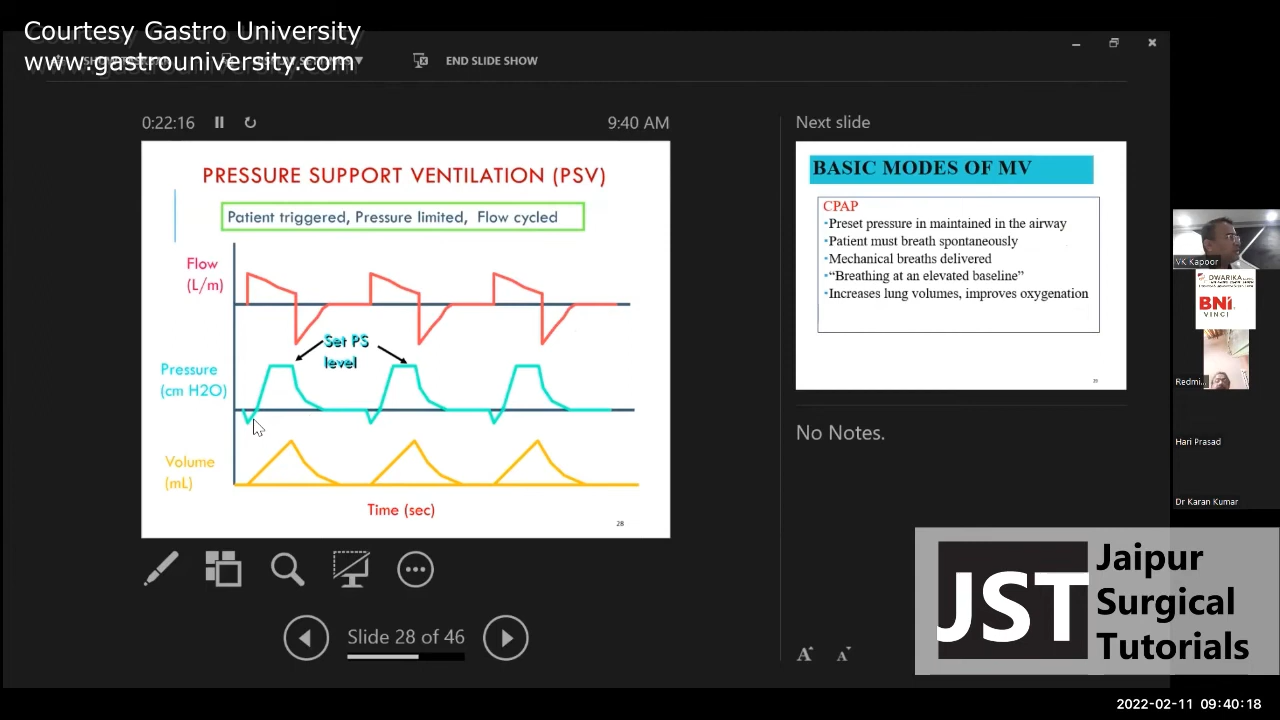 Courtesy Gastro University
www.gastrouniversity.com
END SLIDE SHOW
0:22:16
9:40 AM
PRESSURE SUPPORT VENTILATION (PSV)
Patient triggered, Pressure limited, Flow cycled
Flow
(L/m)
Set PS
level
Pressure
(cm H2O)
Volume
(mL)
Time (sec)
28
Slide 28 of 46
Next slide
BASIC MODES OF MV
CPAP
•Preset pressure in maintained in the airway
•Patient must breath spontaneously
•Mechanical breaths delivered
•“Breathing at an elevated baseline”
•Increases lung volumes, improves oxygenation
No Notes.
A A
VK Kapoor
DWARIKA
BNI
VINCI
Redmi...
Hari Prasad
Dr Karan Kumar
JST
Jaipur
Surgical
Tutorials
2022-02-11 09:40:18